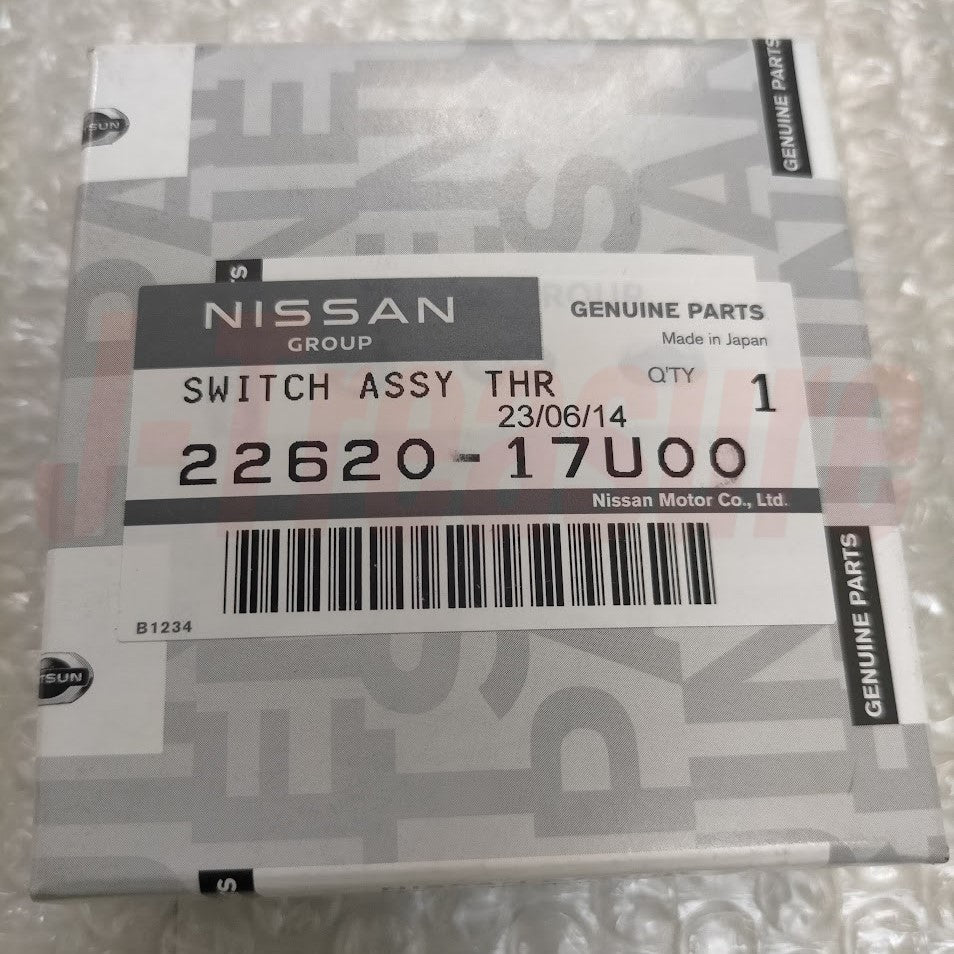 GENUINE PARTS
NISSAN
GROUP
GENUINE PARTS
Made in Japan
SWITCH ASSY THR
Q'TY
1
23/06/14
22620-17U00
Nissan Motor Co., Ltd.
B1234
GENUINE PARTS
J-Treasure